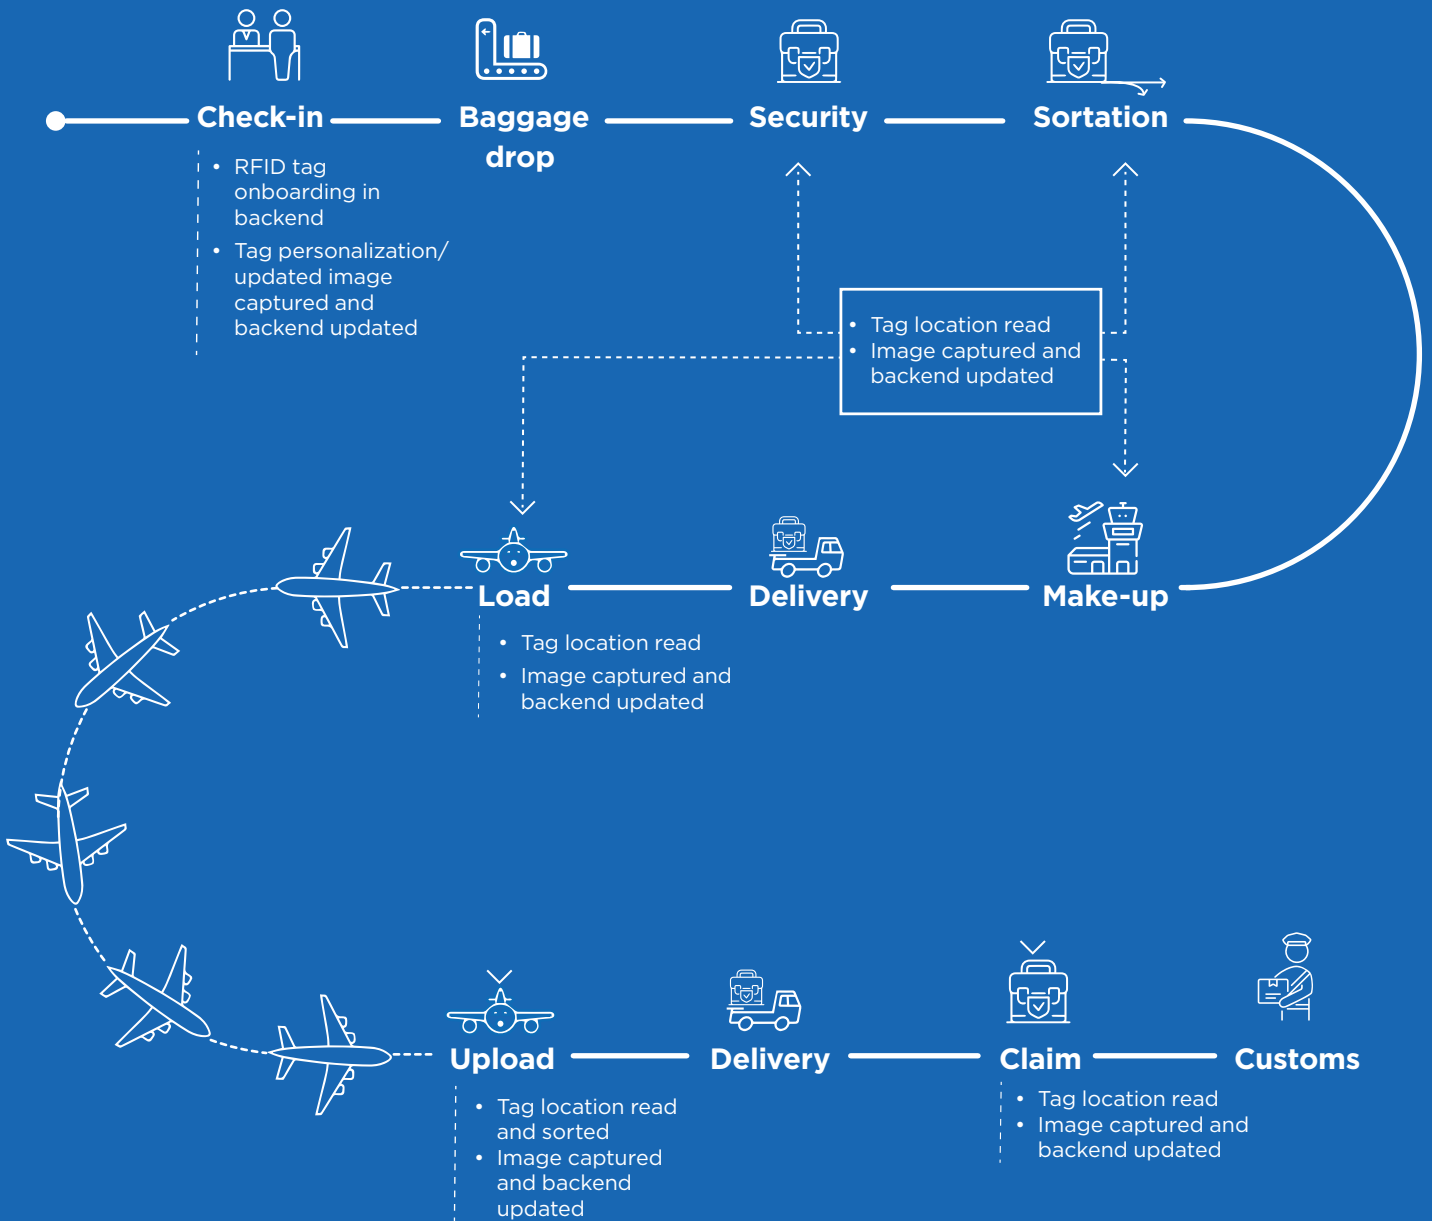 Check-in
Baggage
drop
Security
Sortation
• RFID tag
onboarding in
backend
• Tag personalization/
updated image
captured and
backend updated
• Tag location read
• Image captured and
backend updated
Load
Delivery
Make-up
• Tag location read
• Image captured and
backend updated
Upload
Delivery
Claim
Customs
• Tag location read
and sorted
• Image captured
and backend
updated
• Tag location read
• Image captured and
backend updated